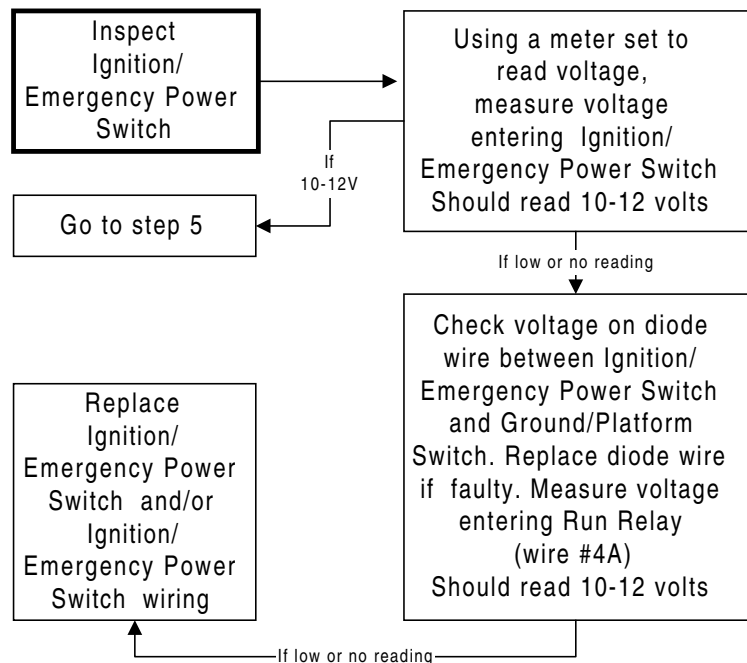 Inspect
Ignition/
Emergency Power
Switch
Using a meter set to
read voltage,
measure voltage
entering Ignition/
Emergency Power Switch
Should read 10-12 volts
If
10-12V
Go to step 5
If low or no reading
Check voltage on diode
wire between Ignition/
Emergency Power Switch
and Ground/Platform
Switch. Replace diode wire
if faulty. Measure voltage
entering Run Relay
(wire #4A)
Should read 10-12 volts
If low or no reading
Replace
Ignition/
Emergency Power
Switch and/or
Ignition/
Emergency Power
Switch wiring